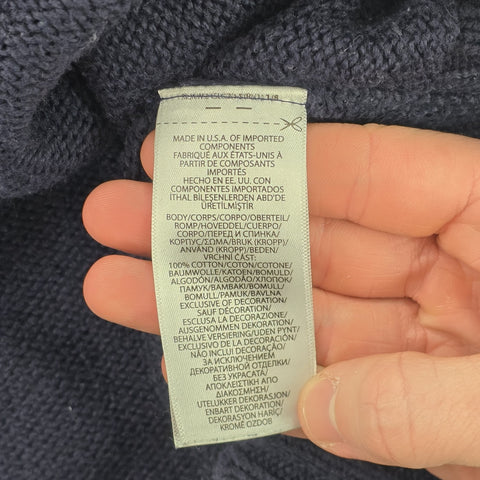 MADE IN U.S.A. OF IMPORTED
COMPONENTS
FABRIQUÉ AUX ÉTATS-UNIS À
PARTIR DE COMPOSANTS
IMPORTÉS
HECHO EN EE. UU. CON
COMPONENTES IMPORTADOS
İTHAL BİLEŞENLERDEN ABD'DE
ÜRETİLMİŞTİR
BODY/CORPS/CORPO/OBERTEIL/
ROMP/HOVEDDEL/CUERPO/
CORPO/ПЕРЕД И СПИНКА/
КОРПУС/ΣΩΜΑ/BRUK (KROPP)/
ANVÄND (KROPP)/BEDEN/
VRCHNÍ ČÁST:
100% COTTON/COTON/COTONE/
BAUMWOLLE/KATOEN/BOMULD/
ALGODÓN/ALGODÃO/ХЛОПОК/
ПАМУК/BAMBAKI/BOMULL/
BOMULL/PAMUK/BAVLNA
EXCLUSIVE OF DECORATION/
SAUF DÉCORATION/
ESCLUSA LA DECORAZIONE/
AUSGENOMMEN DEKORATION/
BEHALVE VERSIERING/UDEN PYNT/
EXCLUSIVO DE LA DECORACIÓN/
NÃO INCLUI DECORAÇÃO/
ЗА ИСКЛЮЧЕНИЕМ
ДЕКОРАТИВНОЙ ОТДЕЛКИ/
БЕЗ УКРАСА/
ΑΠΟΚΛΕΙΣΤΙΚΗ ΑΠΟ
ΔΙΑΚΟΣΜΗΣΗ/
UTELUKKER DEKORASJON/
ENBART DEKORATION/
DEKORASYON HARİÇ/
KROMĚ OZDOB